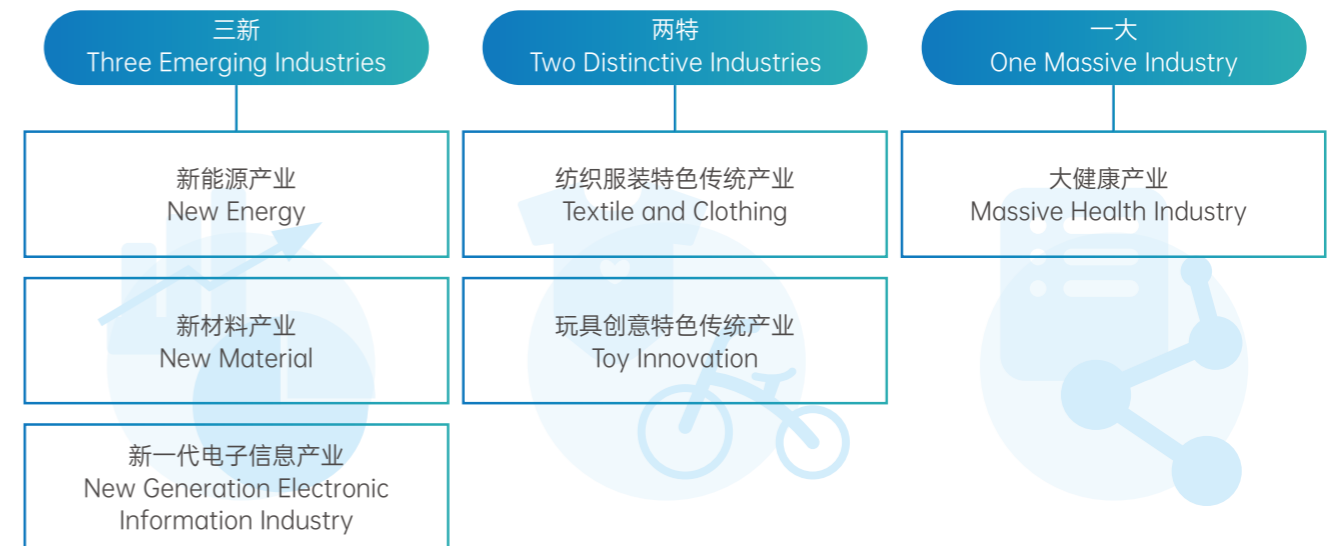 三新
Three Emerging Industries
新能源产业
New Energy
新材料产业
New Material
新一代电子信息产业
New Generation Electronic
Information Industry
两特
Two Distinctive Industries
纺织服装特色传统产业
Textile and Clothing
玩具创意特色传统产业
Toy Innovation
一大
One Massive Industry
大健康产业
Massive Health Industry